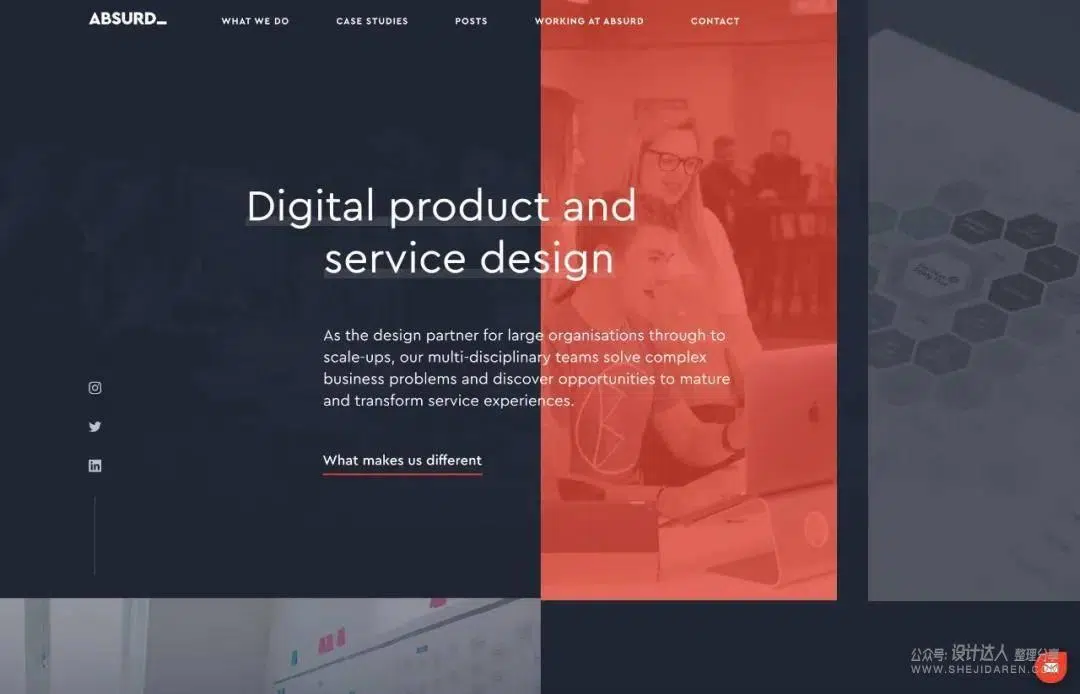 ABSURD_
WHAT WE DO
CASE STUDIES
POSTS
WORKING AT ABSURD
CONTACT
Digital product and
service design
As the design partner for large organisations through to
scale-ups, our multi-disciplinary teams solve complex
business problems and discover opportunities to mature
and transform service experiences.
What makes us different
公众号: 设计达人 整理分享
WWW.SHEJIDAREN.C